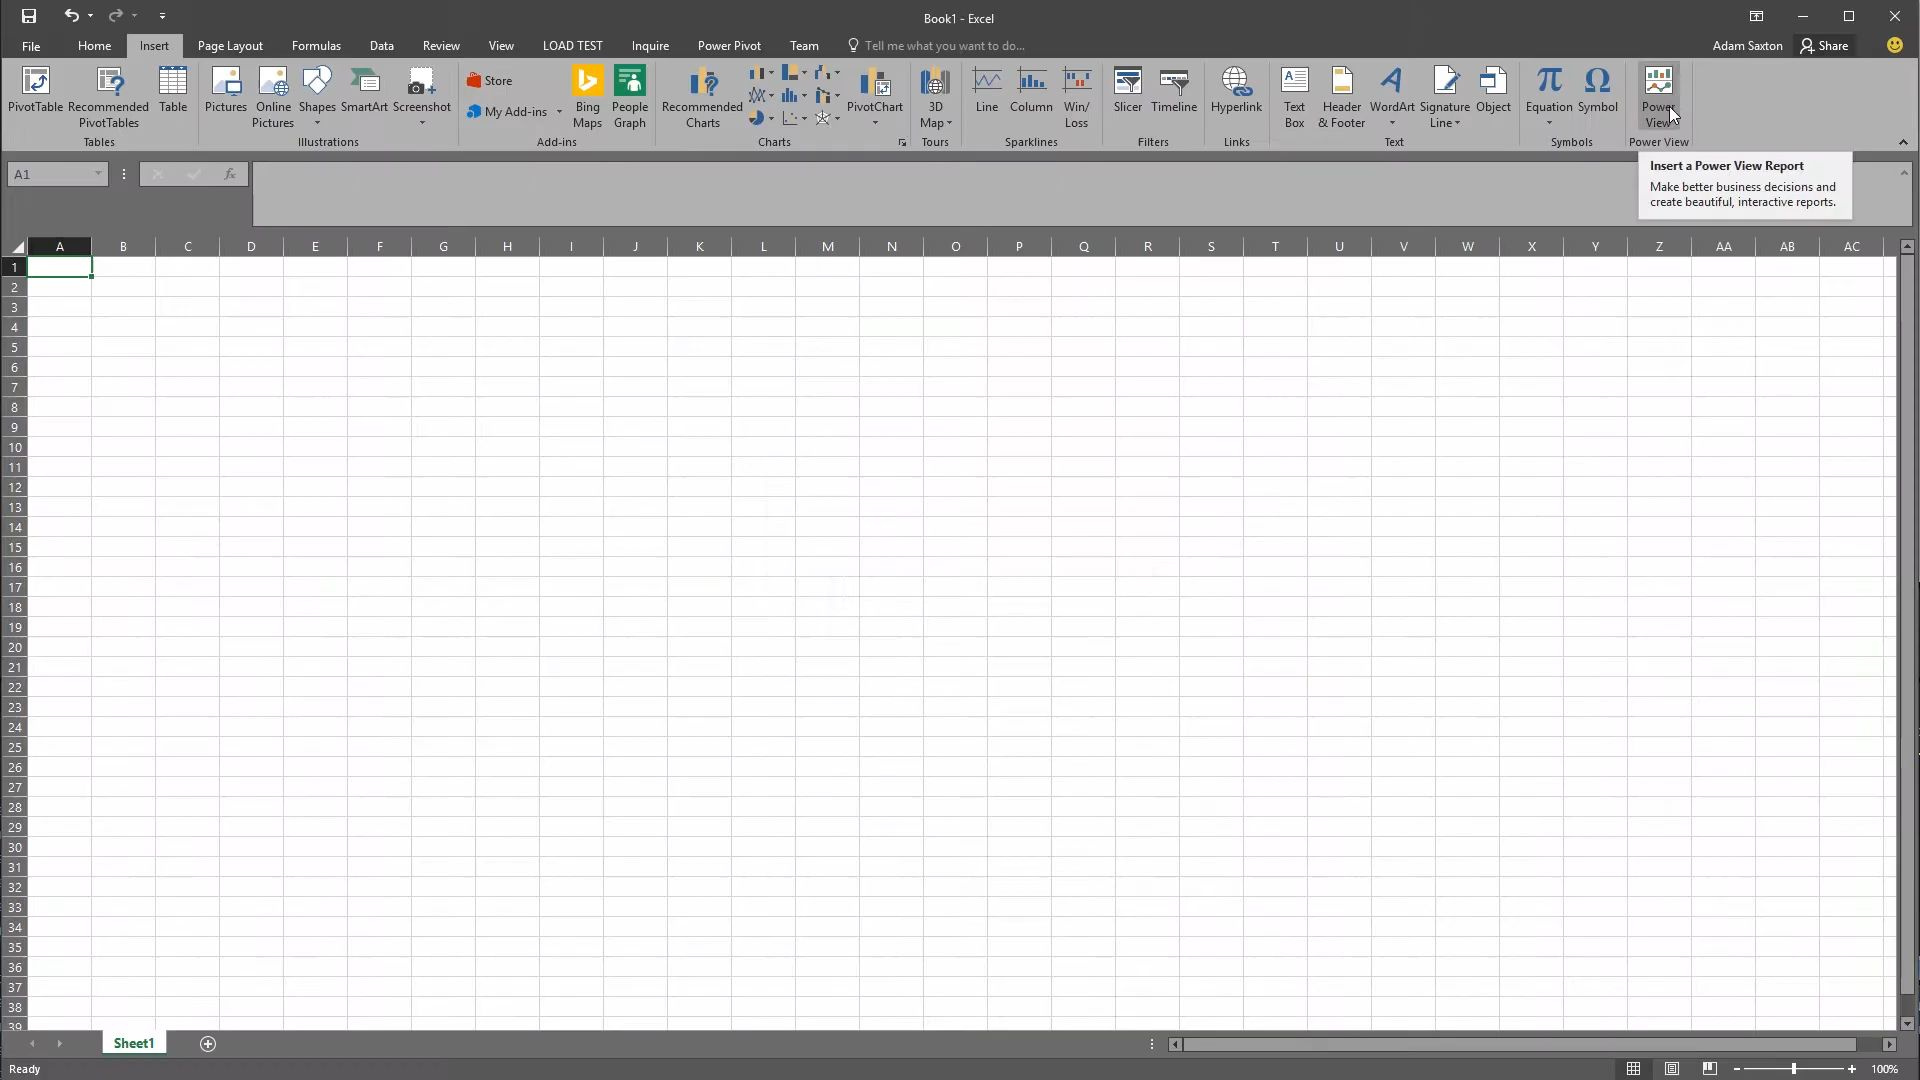 Book1 - Excel
File Home Insert Page Layout Formulas Data Review View LOAD TEST Inquire Power Pivot Team Tell me what you want to do... Adam Saxton Share
PivotTable
Recommended
PivotTables
Table
Tables
Pictures
Online
Pictures
Shapes
SmartArt
Screenshot
Illustrations
Store
My Add-ins
Bing
Maps
People
Graph
Add-ins
Recommended
Charts
PivotChart
Charts
3D
Map
Tours
Line
Column
Win/
Loss
Sparklines
Slicer
Timeline
Filters
Hyperlink
Links
Text
Box
Header
& Footer
WordArt
Signature
Line
Object
Text
Equation
Symbol
Symbols
Power
View
Power View
A1
fx
Insert a Power View Report
Make better business decisions and
create beautiful, interactive reports.
A B C D E F G H I J K L M N O P Q R S T U V W X Y Z AA AB AC
1
2
3
4
5
6
7
8
9
10
11
12
13
14
15
16
17
18
19
20
21
22
23
24
25
26
27
28
29
30
31
32
33
34
35
36
37
38
39
Sheet1
Ready
100%